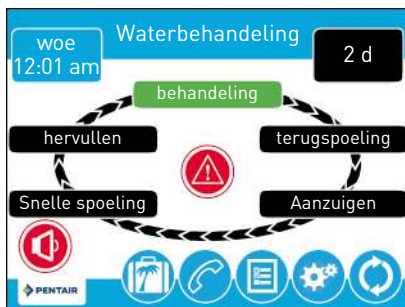 woe
12:01 am
Waterbehandeling
2 d
behandeling
hervullen
terugspoeling
Snelle spoeling
Aanzuigen
PENTAIR